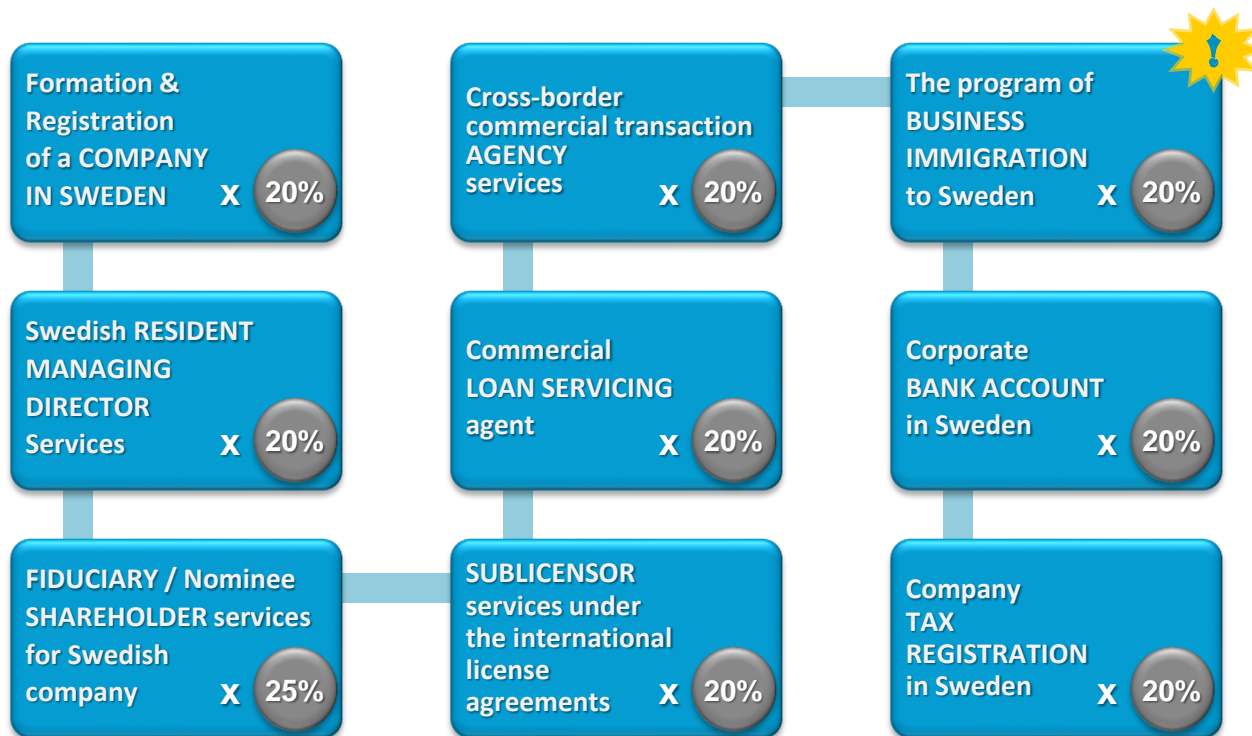 Formation &
Registration
of a COMPANY
IN SWEDEN x 20%
Swedish RESIDENT
MANAGING
DIRECTOR
Services x 20%
FIDUCIARY / Nominee
SHAREHOLDER services
for Swedish
company x 25%
SUBLICENSOR
services under
the international
license
agreements x 20%
Commercial
LOAN SERVICING
agent x 20%
Cross-border
commercial transaction
AGENCY
services x 20%
!
The program of
BUSINESS
IMMIGRATION
to Sweden x 20%
Corporate
BANK ACCOUNT
in Sweden x 20%
Company
TAX
REGISTRATION
in Sweden x 20%